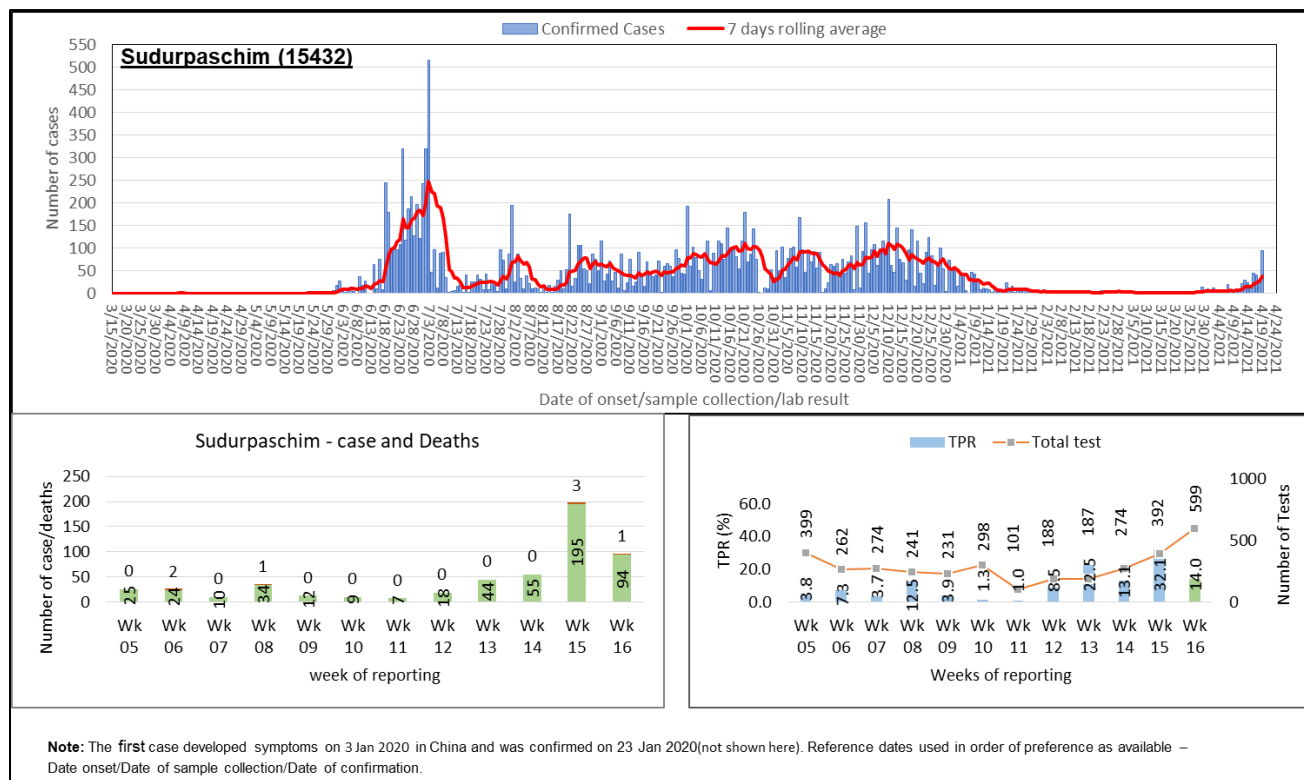 Confirmed Cases 7 days rolling average
Sudurpaschim (15432)
Number of cases
550
500
450
400
350
300
250
200
150
100
50
0
3/15/2020 3/20/2020 3/25/2020 3/30/2020 4/4/2020 4/9/2020 4/14/2020 4/19/2020 4/24/2020 4/29/2020 5/4/2020 5/9/2020 5/14/2020 5/19/2020 5/24/2020 5/29/2020 6/3/2020 6/8/2020 6/13/2020 6/18/2020 6/23/2020 6/28/2020 7/3/2020 7/8/2020 7/13/2020 7/18/2020 7/23/2020 7/28/2020 8/2/2020 8/7/2020 8/12/2020 8/17/2020 8/22/2020 8/27/2020 9/1/2020 9/6/2020 9/11/2020 9/16/2020 9/21/2020 9/26/2020 10/1/2020 10/6/2020 10/11/2020 10/16/2020 10/21/2020 10/26/2020 10/31/2020 11/5/2020 11/10/2020 11/15/2020 11/20/2020 11/25/2020 11/30/2020 12/5/2020 12/10/2020 12/15/2020 12/20/2020 12/25/2020 12/30/2020 1/4/2021 1/9/2021 1/14/2021 1/19/2021 1/24/2021 1/29/2021 2/3/2021 2/8/2021 2/13/2021 2/18/2021 2/23/2021 2/28/2021 3/5/2021 3/10/2021 3/15/2021 3/20/2021 3/25/2021 3/30/2021 4/4/2021 4/9/2021 4/14/2021 4/19/2021 4/24/2021
Date of onset/sample collection/lab result
Sudurpaschim - case and Deaths
Number of case/deaths
250
200
150
100
50
0
0 2 0 1 0 0 0 0 0 0 3 1
25 24 10 34 12 9 7 18 44 55 195 94
Wk Wk Wk Wk Wk Wk Wk Wk Wk Wk Wk Wk
05 06 07 08 09 10 11 12 13 14 15 16
week of reporting
TPR Total test
TPR (%)
60.0
40.0
20.0
0.0
399 262 274 241 231 298 101 188 187 274 392 599
3.8 7.3 3.7 12.5 3.9 1.3 1.0 8.5 22.5 13.1 32.1 14.0
1000
500
0
Number of Tests
Wk Wk Wk Wk Wk Wk Wk Wk Wk Wk Wk Wk
05 06 07 08 09 10 11 12 13 14 15 16
Weeks of reporting
Note: The first case developed symptoms on 3 Jan 2020 in China and was confirmed on 23 Jan 2020(not shown here). Reference dates used in order of preference as available –
Date onset/Date of sample collection/Date of confirmation.